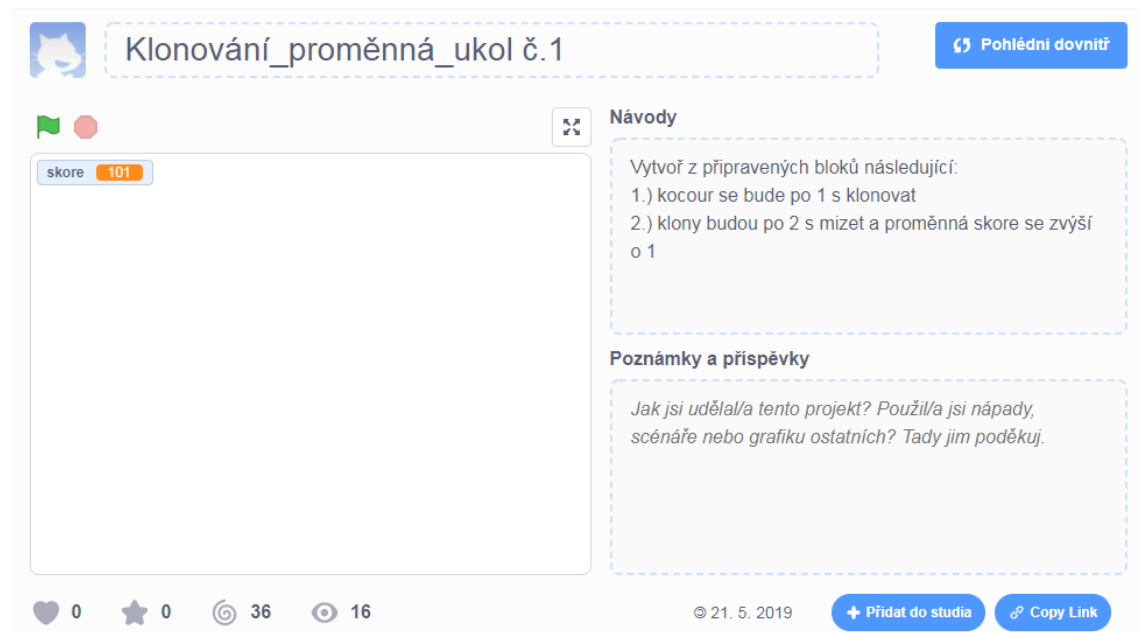 Klonování_proměnná_ukol č.1
Pohlédni dovnitř
skore 101
Návody
Vytvoř z připravených bloků následující:
1.) kocour se bude po 1 s klonovat
2.) klony budou po 2 s mizet a proměnná skore se zvýší
o 1
Poznámky a příspěvky
Jak jsi udělal/a tento projekt? Použil/a jsi nápady,
scénáře nebo grafiku ostatních? Tady jim poděkuj.
0 0 36 16
© 21. 5. 2019
Přidat do studia
Copy Link